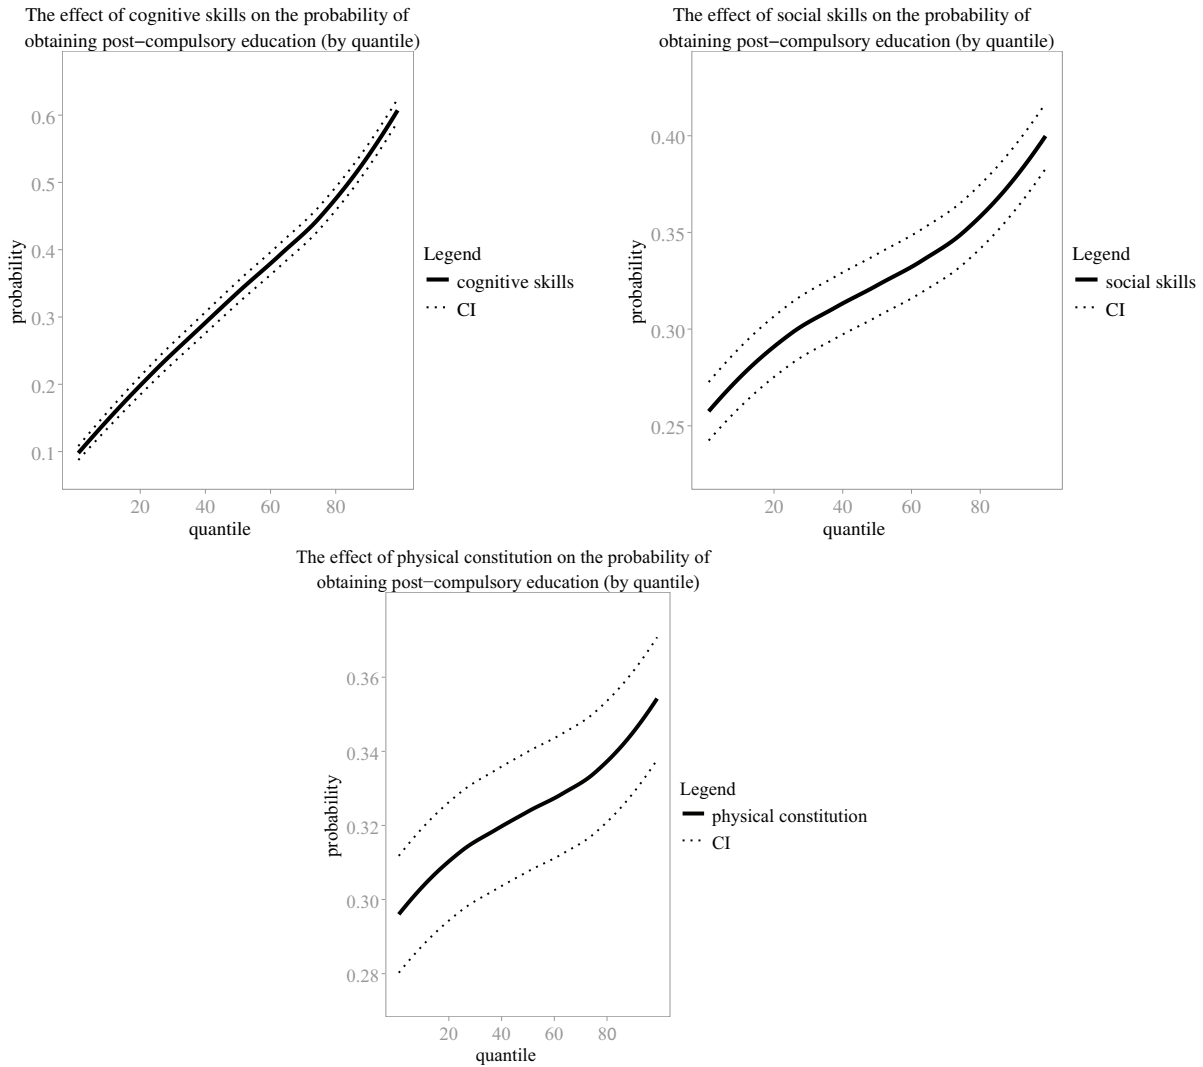 The effect of cognitive skills on the probability of
obtaining post−compulsory education (by quantile)
0.6
0.5
0.4
0.3
0.2
0.1
probability
20 40 60 80
quantile
Legend
cognitive skills
CI
The effect of social skills on the probability of
obtaining post−compulsory education (by quantile)
0.40
0.35
0.30
0.25
probability
20 40 60 80
quantile
Legend
social skills
CI
The effect of physical constitution on the probability of
obtaining post−compulsory education (by quantile)
0.36
0.34
0.32
0.30
0.28
probability
20 40 60 80
quantile
Legend
physical constitution
CI